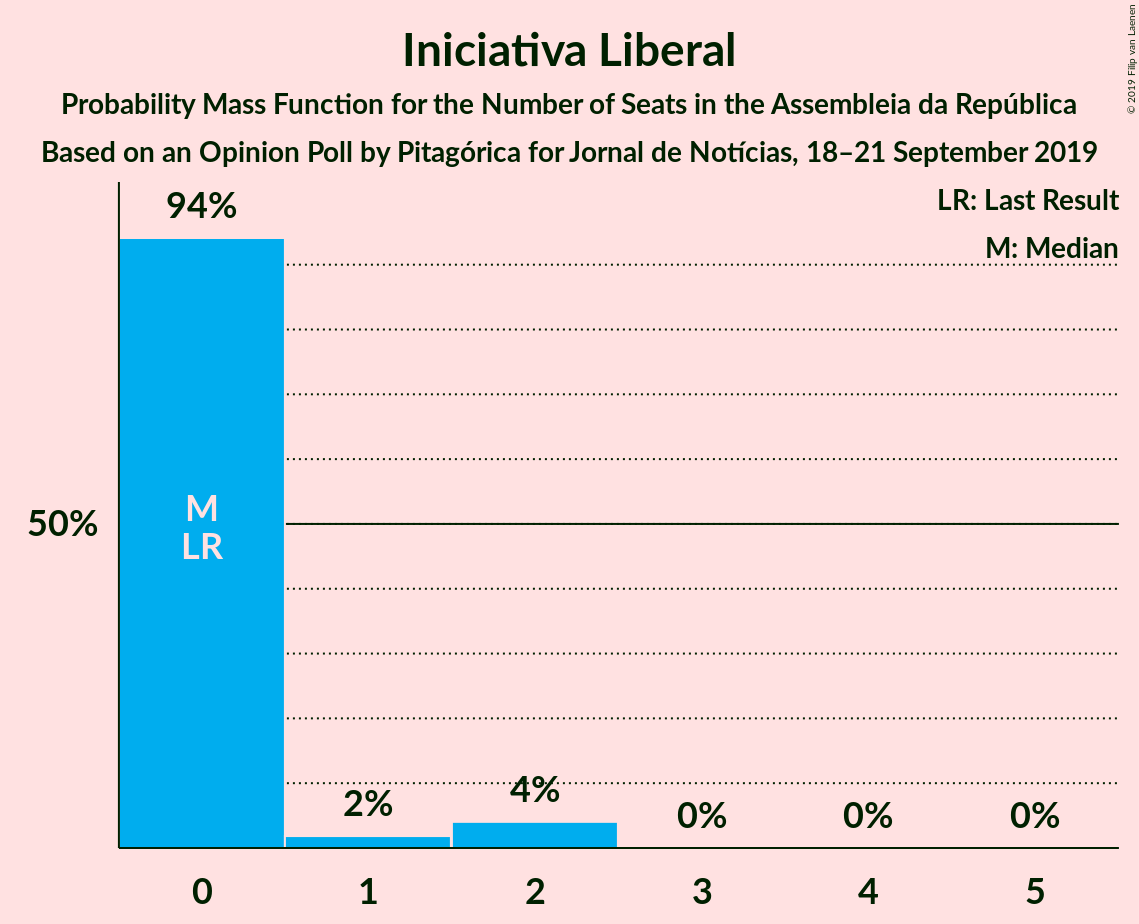 Iniciativa Liberal
Probability Mass Function for the Number of Seats in the Assembleia da República
Based on an Opinion Poll by Pitagórica for Jornal de Notícias, 18–21 September 2019
© 2019 Filip van Laenen
LR: Last Result
M: Median
94%
M
LR
50%
2%
4%
0%
0%
0%
0
1
2
3
4
5